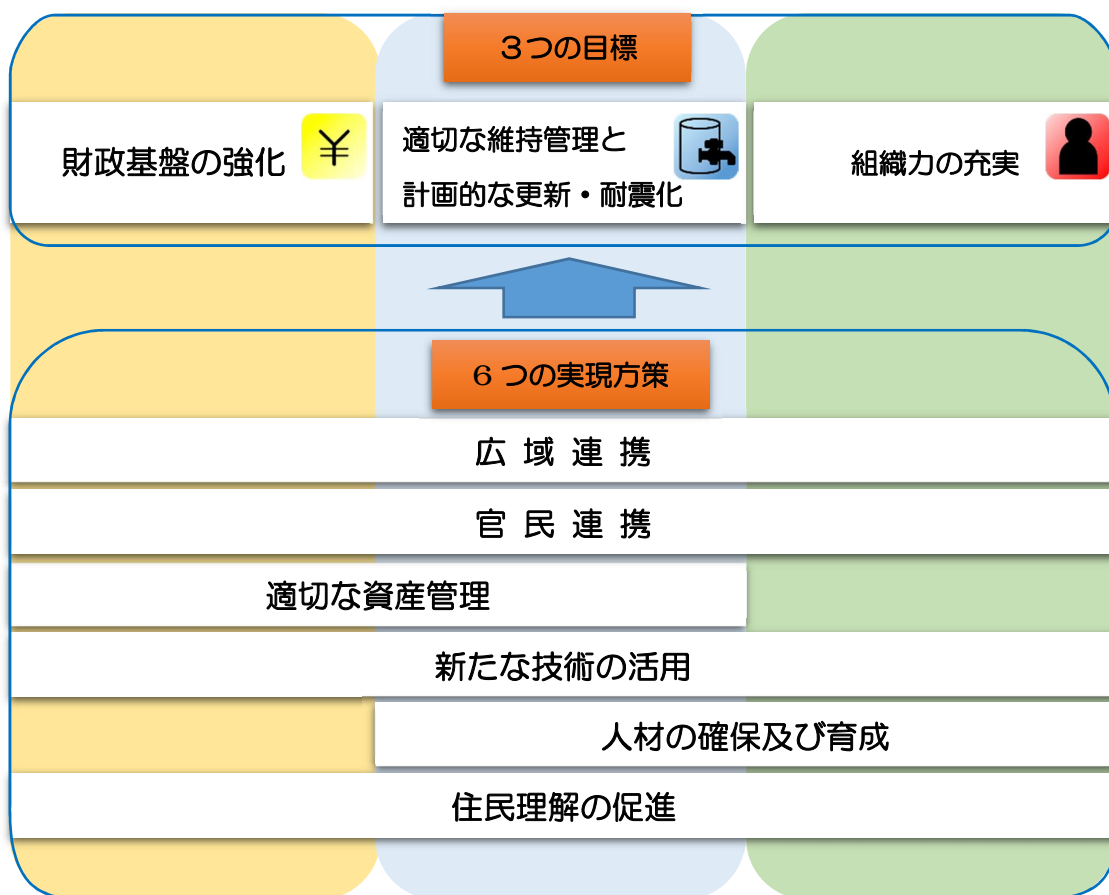 ３つの目標
財政基盤の強化
￥
適切な維持管理と
計画的な更新・耐震化
組織力の充実
6 つの実現方策
広 域 連 携
官 民 連 携
適切な資産管理
新たな技術の活用
人材の確保及び育成
住民理解の促進